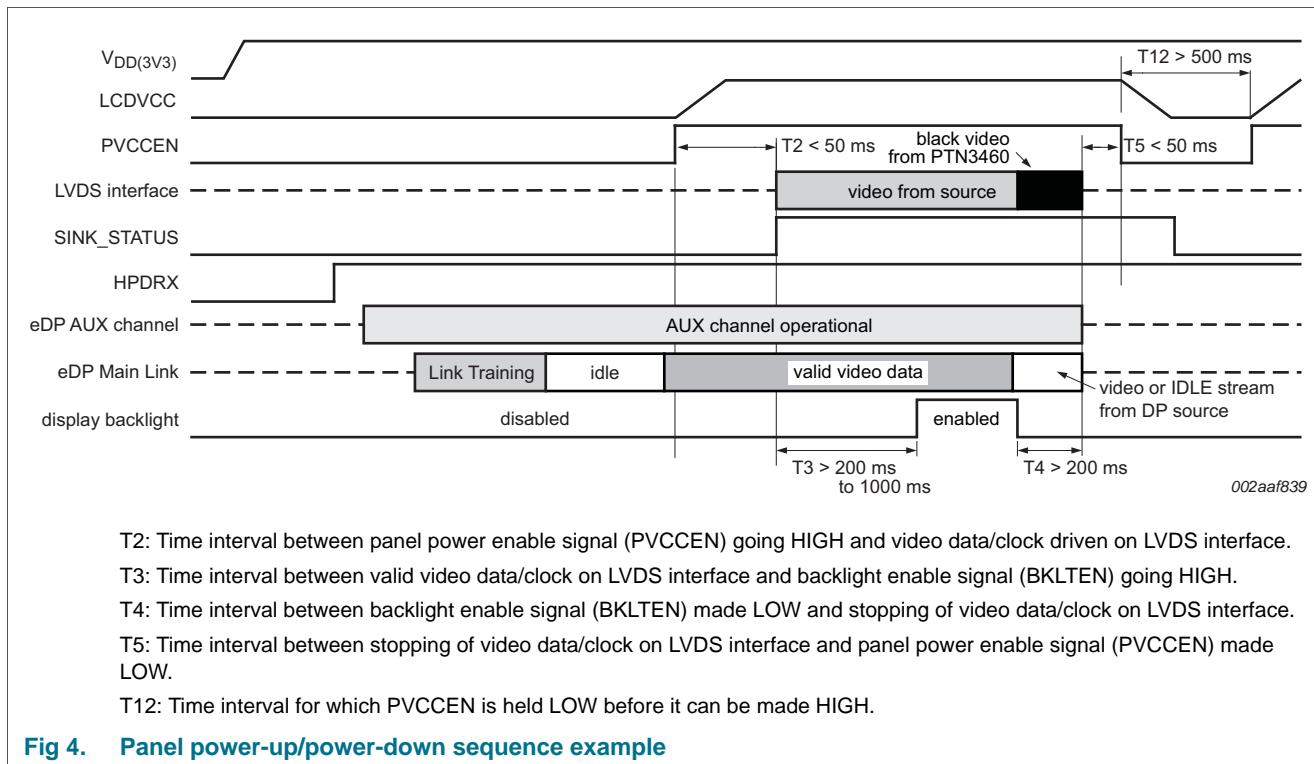 VDD(3V3)
T12 > 500 ms
LCDVCC
PVCCEN
T2 < 50 ms
black video
from PTN3460
T5 < 50 ms
LVDS interface
video from source
SINK_STATUS
HPDRX
eDP AUX channel
AUX channel operational
eDP Main Link
Link Training
idle
valid video data
video or IDLE stream
from DP source
display backlight
disabled
enabled
T3 > 200 ms
to 1000 ms
T4 > 200 ms
002aaf839
T2: Time interval between panel power enable signal (PVCCEN) going HIGH and video data/clock driven on LVDS interface.
T3: Time interval between valid video data/clock on LVDS interface and backlight enable signal (BKLTEN) going HIGH.
T4: Time interval between backlight enable signal (BKLTEN) made LOW and stopping of video data/clock on LVDS interface.
T5: Time interval between stopping of video data/clock on LVDS interface and panel power enable signal (PVCCEN) made
LOW.
T12: Time interval for which PVCCEN is held LOW before it can be made HIGH.
Fig 4. Panel power-up/power-down sequence example